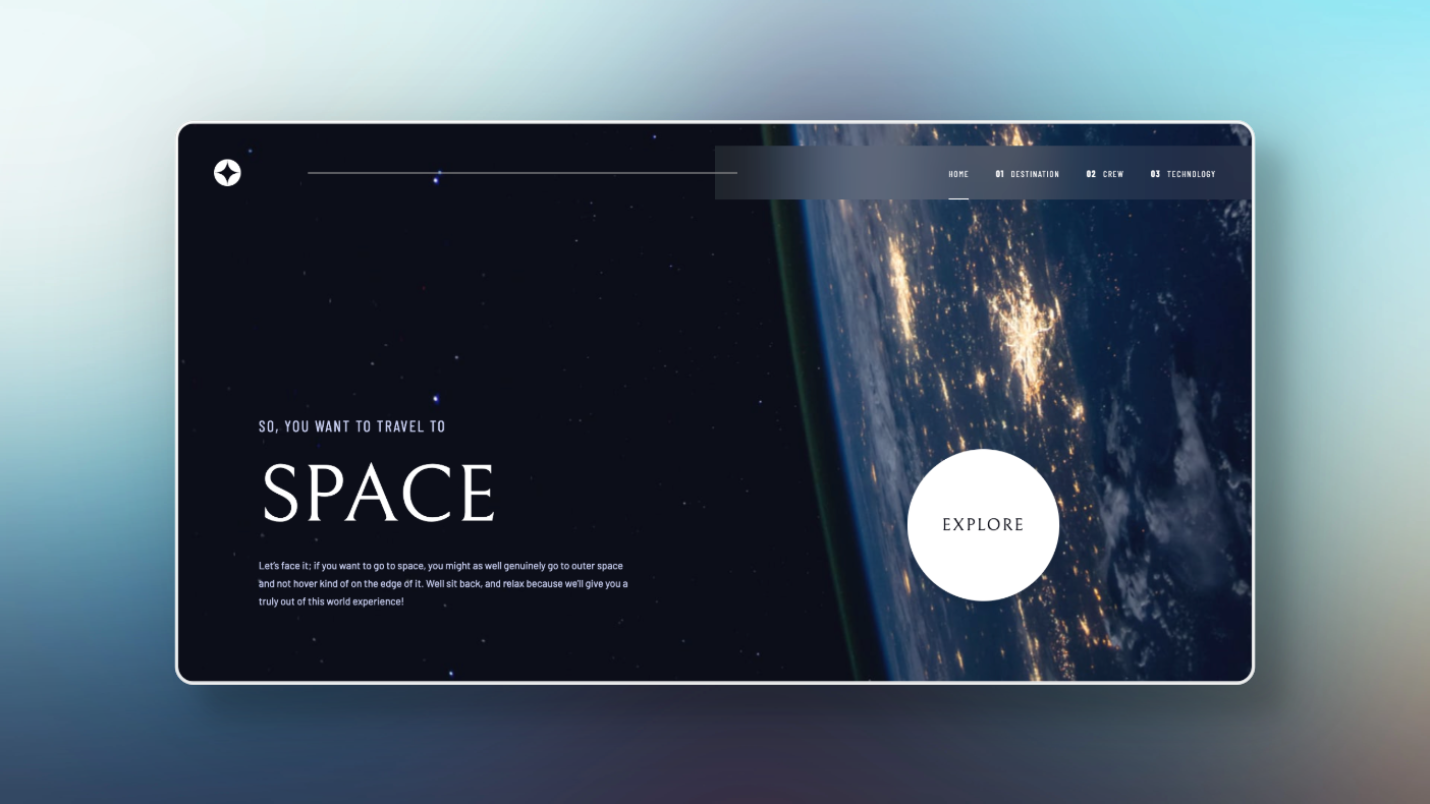 HOME 01 DESTINATION 02 CREW 03 TECHNOLOGY
SO, YOU WANT TO TRAVEL TO
SPACE
Let's face it; if you want to go to space, you might as well genuinely go to outer space
and not hover kind of on the edge of it. Well sit back, and relax because we'll give you a
truly out of this world experience!
EXPLORE